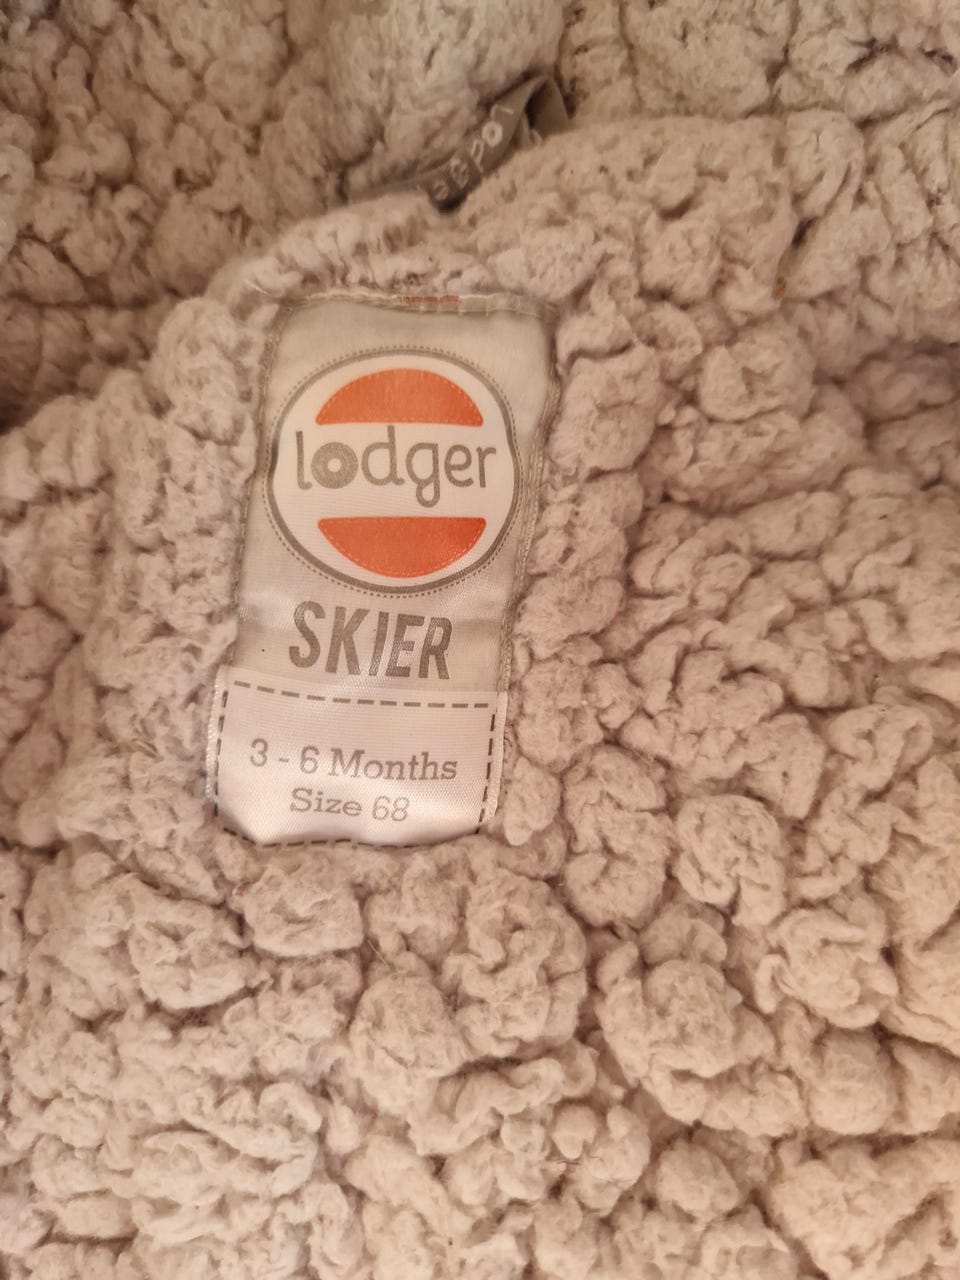 lodger
SKIER
3 - 6 Months
Size 68